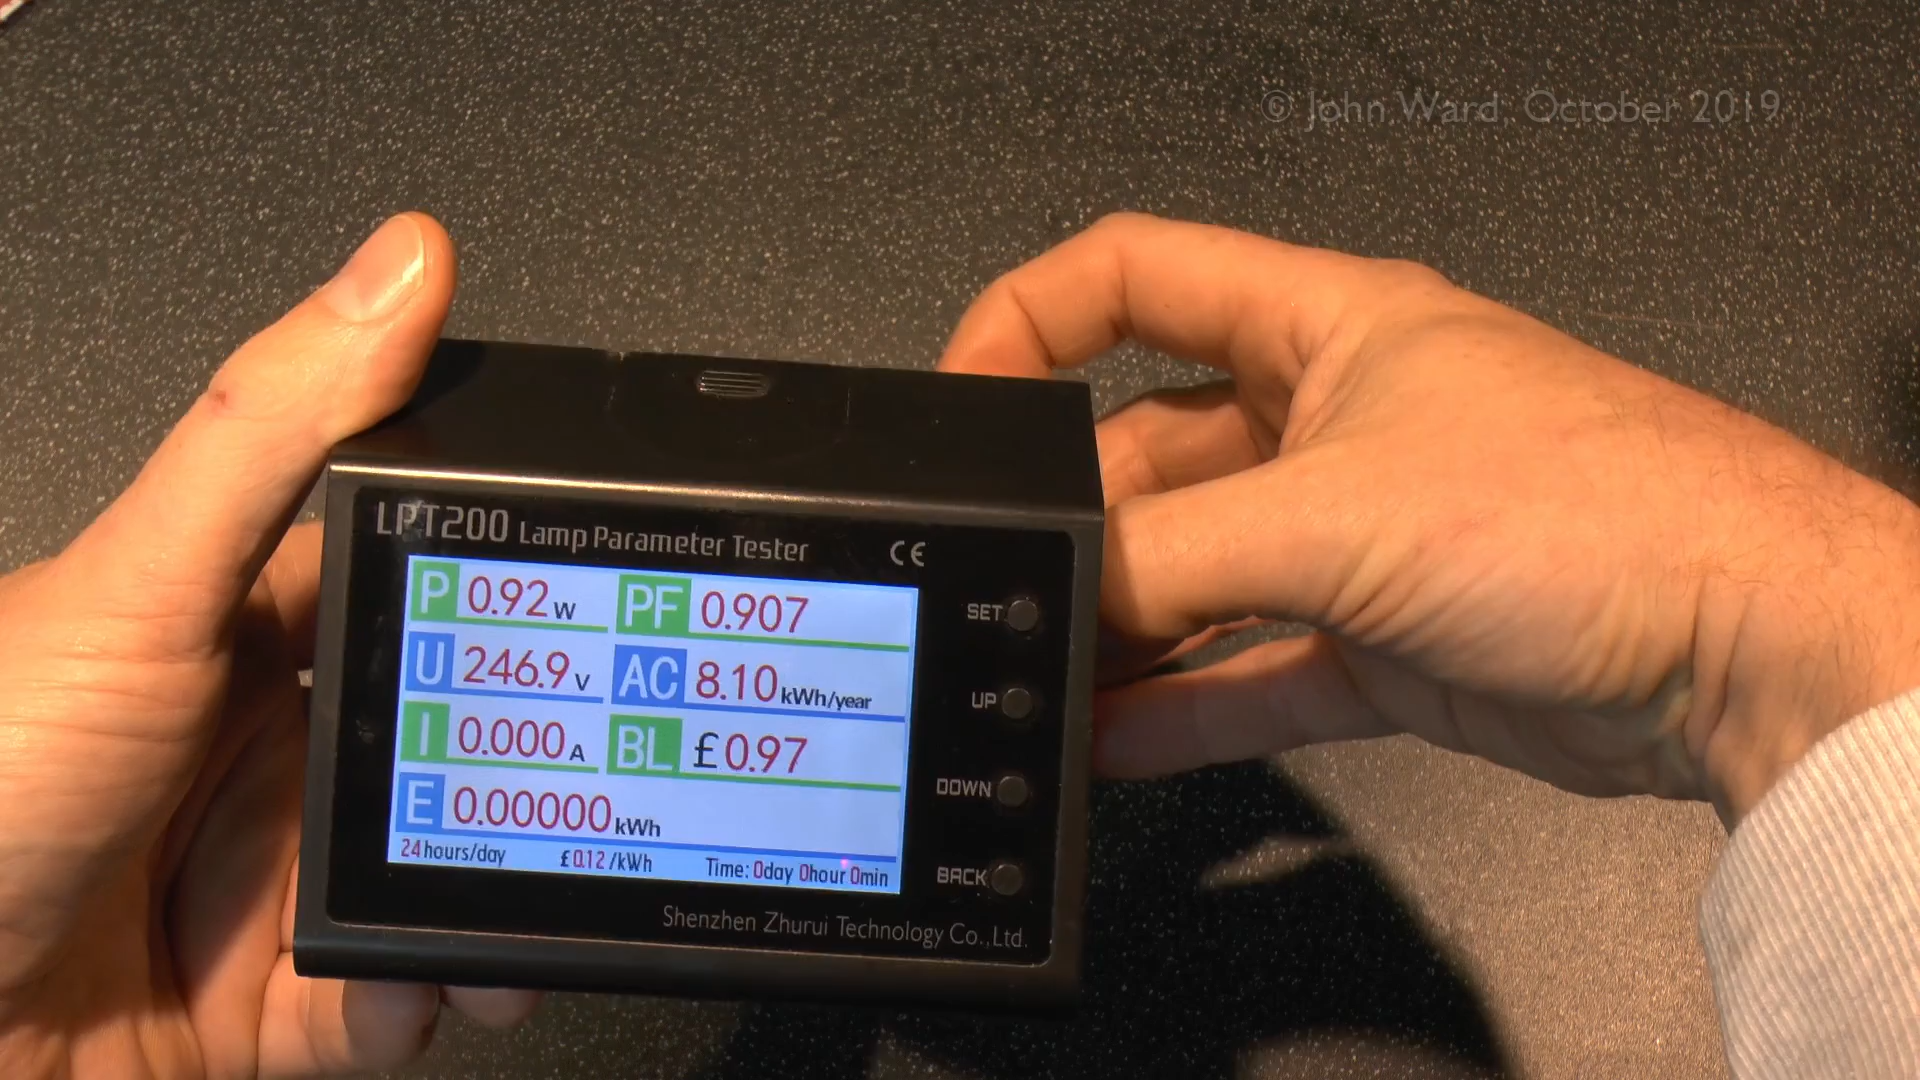 © John Ward, October 2019
LPT200 Lamp Parameter Tester CE
P 0.92 W PF 0.907
U 246.9 V AC 8.10 kWh/year
I 0.000 A BL £0.97
E 0.00000 kWh
24 hours/day £0.12/kWh Time: 0day 0hour 0min
SET
UP
DOWN
BACK
Shenzhen Zhurui Technology Co.,Ltd.